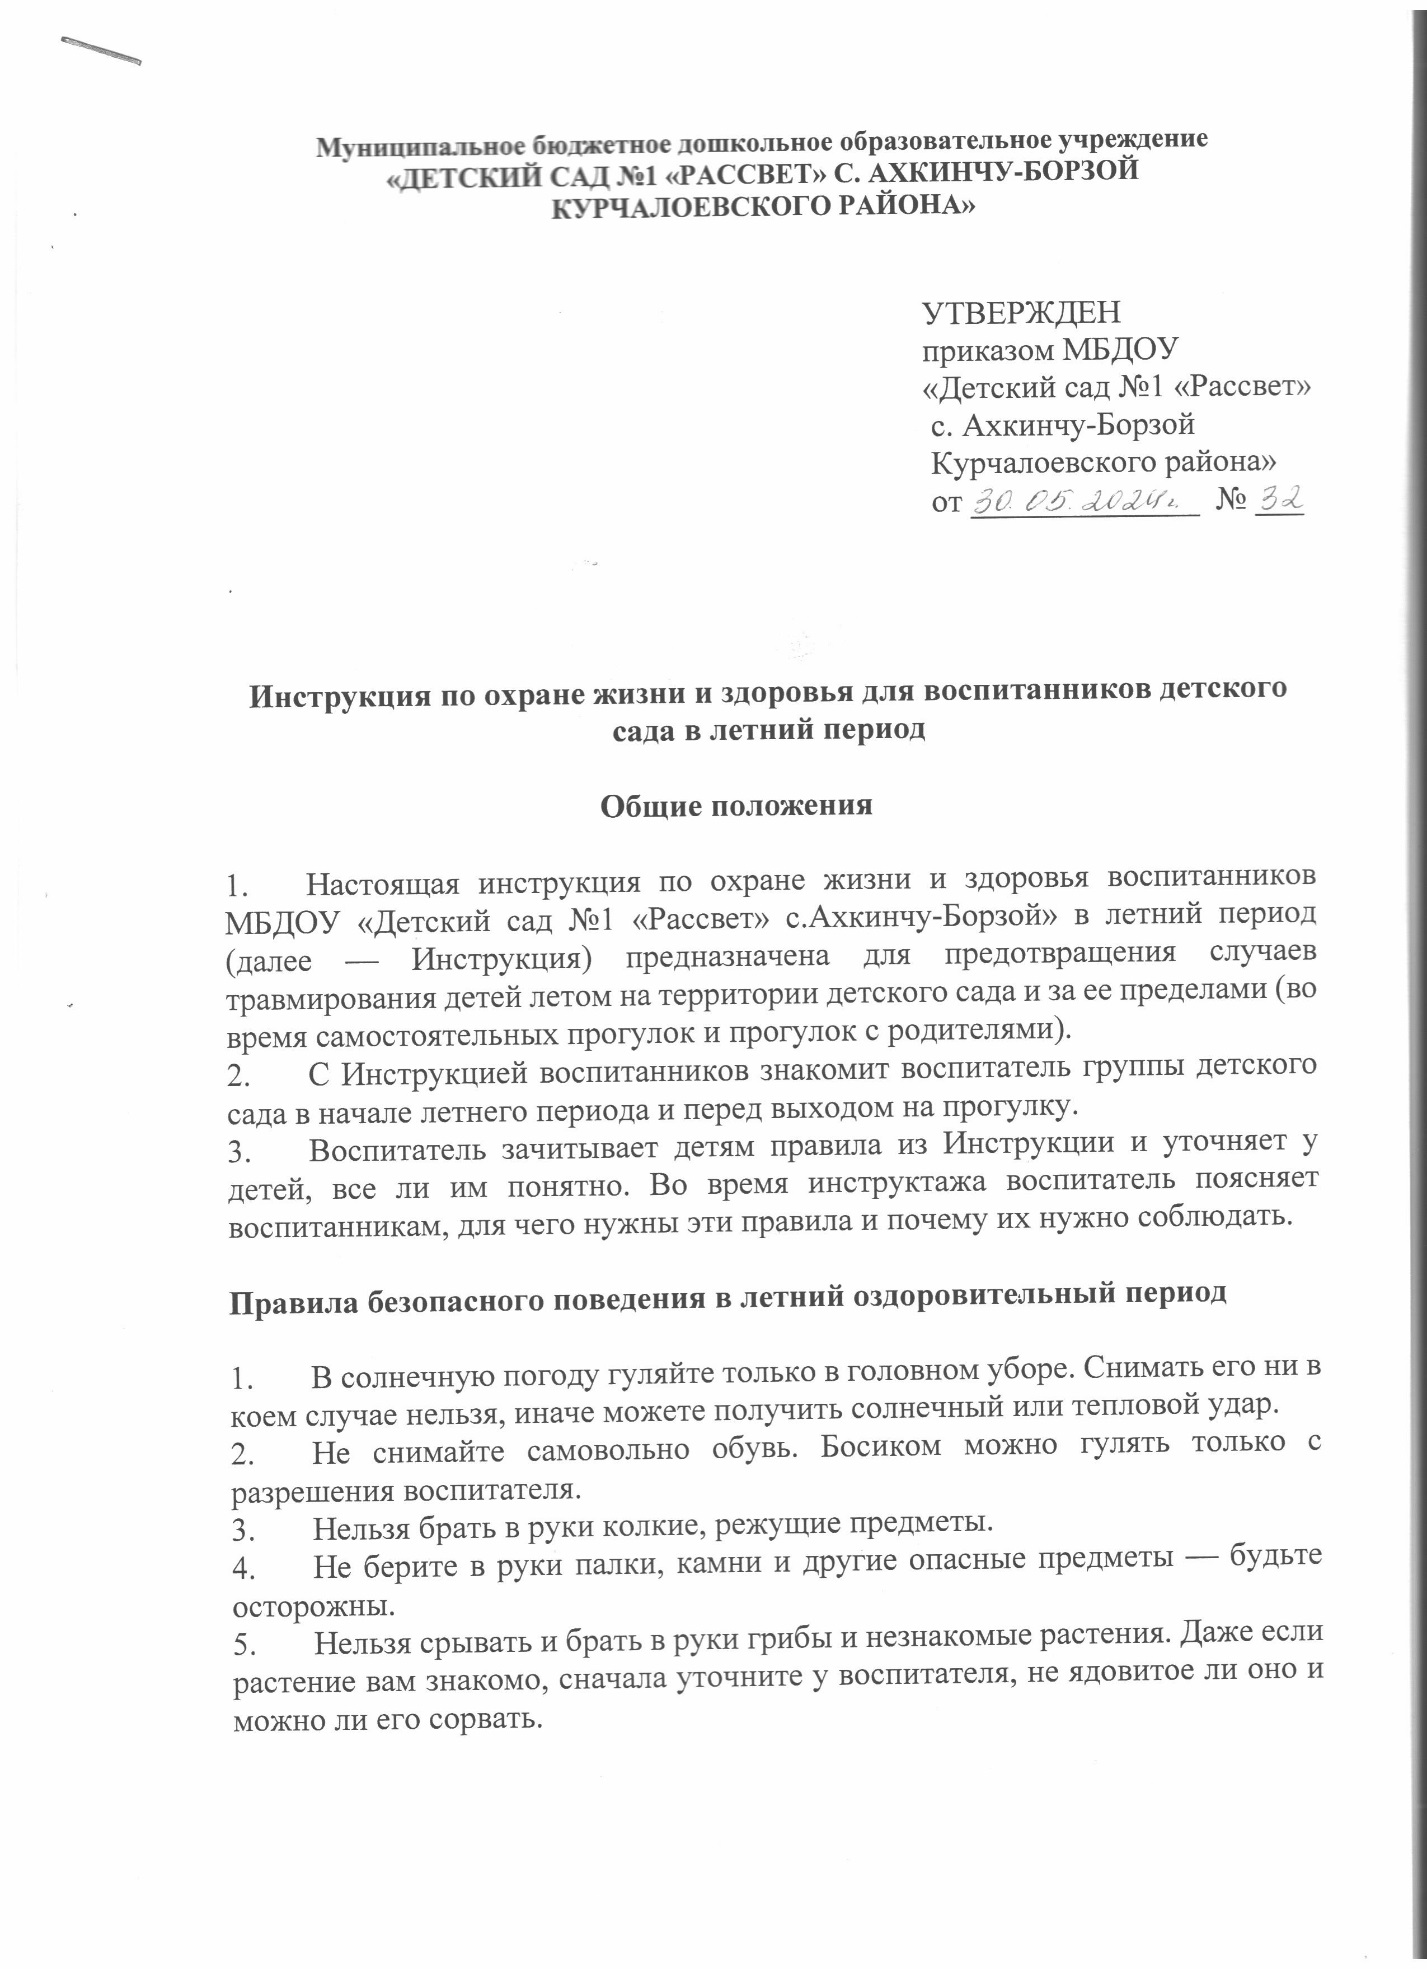 Муниципальное бюджетное дошкольное образовательное учреждение
«ДЕТСКИЙ САД №1 «РАССВЕТ» С. АХКИНЧУ-БОРЗОЙ
КУРЧАЛОЕВСКОГО РАЙОНА»
УТВЕРЖДЕН
приказом МБДОУ
«Детский сад №1 «Рассвет»
с. Ахкинчу-Борзой
Курчалоевского района»
от 30.05.2024г. № 32
Инструкция по охране жизни и здоровья для воспитанников детского
сада в летний период
Общие положения
1. Настоящая инструкция по охране жизни и здоровья воспитанников
МБДОУ «Детский сад №1 «Рассвет» с.Ахкинчу-Борзой» в летний период
(далее — Инструкция) предназначена для предотвращения случаев
травмирования детей летом на территории детского сада и за ее пределами (во
время самостоятельных прогулок и прогулок с родителями).
2. С Инструкцией воспитанников знакомит воспитатель группы детского
сада в начале летнего периода и перед выходом на прогулку.
3. Воспитатель зачитывает детям правила из Инструкции и уточняет у
детей, все ли им понятно. Во время инструктажа воспитатель поясняет
воспитанникам, для чего нужны эти правила и почему их нужно соблюдать.
Правила безопасного поведения в летний оздоровительный период
1. В солнечную погоду гуляйте только в головном уборе. Снимать его ни в
коем случае нельзя, иначе можете получить солнечный или тепловой удар.
2. Не снимайте самовольно обувь. Босиком можно гулять только с
разрешения воспитателя.
3. Нельзя брать в руки колкие, режущие предметы.
4. Не берите в руки палки, камни и другие опасные предметы — будьте
осторожны.
5. Нельзя срывать и брать в руки грибы и незнакомые растения. Даже если
растение вам знакомо, сначала уточните у воспитателя, не ядовитое ли оно и
можно ли его сорвать.